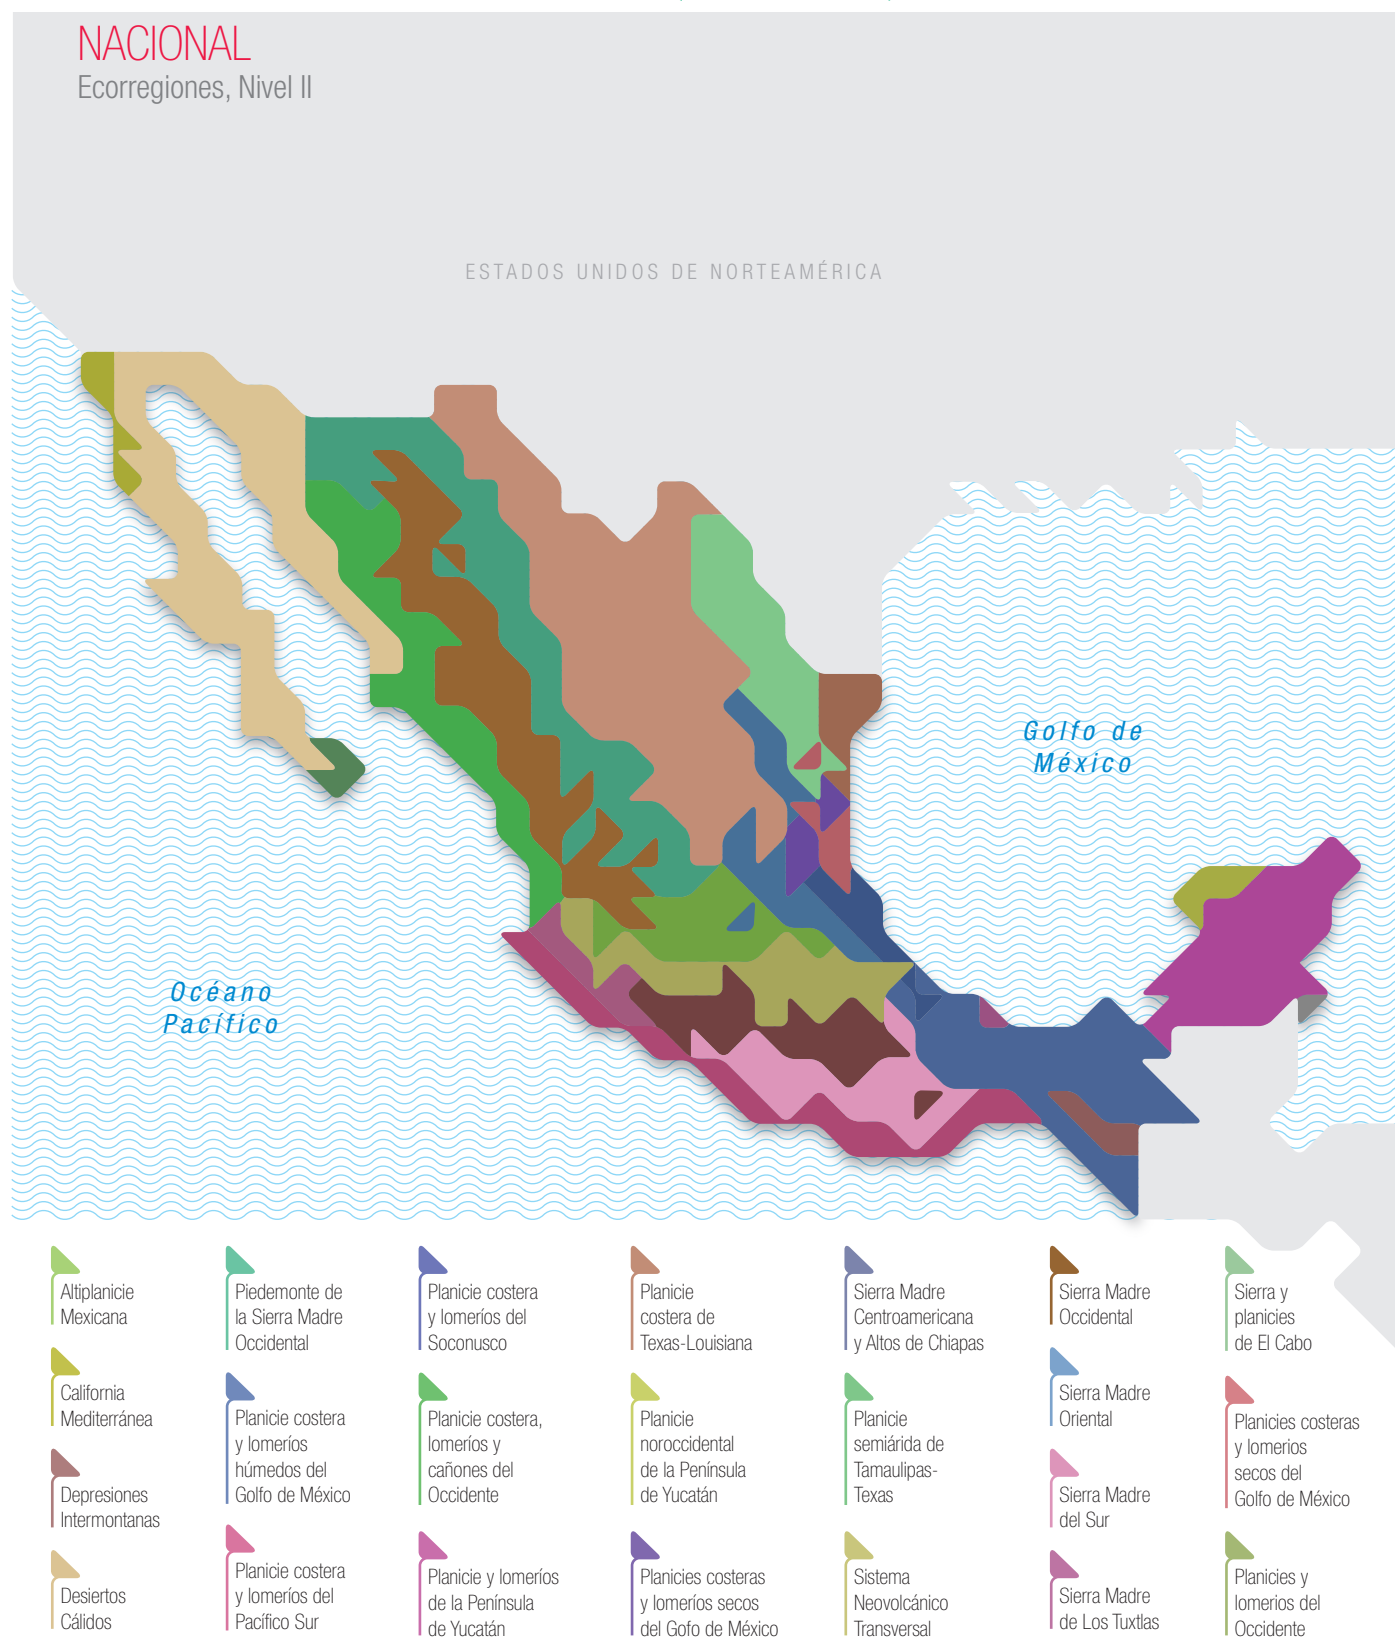 NACIONAL
Ecorregiones, Nivel II
ESTADOS UNIDOS DE NORTEAMÉRICA
Golfo de
México
Océano
Pacífico
Altiplanicie
Mexicana
California
Mediterránea
Depresiones
Intermontanas
Desiertos
Cálidos
Piedemonte de
la Sierra Madre
Occidental
Planicie costera
y lomeríos
húmedos del
Golfo de México
Planicie costera
y lomeríos del
Pacífico Sur
Planicie costera
y lomeríos del
Soconusco
Planicie costera,
lomeríos y
cañones del
Occidente
Planicie y lomeríos
de la Península
de Yucatán
Planicie
costera de
Texas-Louisiana
Planicie
noroccidental
de la Península
de Yucatán
Planicies costeras
y lomeríos secos
del Gofo de México
Sierra Madre
Centroamericana
y Altos de Chiapas
Planicie
semiárida de
Tamaulipas-
Texas
Sistema
Neovolcánico
Transversal
Sierra Madre
Occidental
Sierra Madre
Oriental
Sierra Madre
del Sur
Sierra Madre
de Los Tuxtlas
Sierra y
planicies
de El Cabo
Planicies costeras
y lomerios
secos del
Golfo de México
Planicies y
lomerios del
Occidente